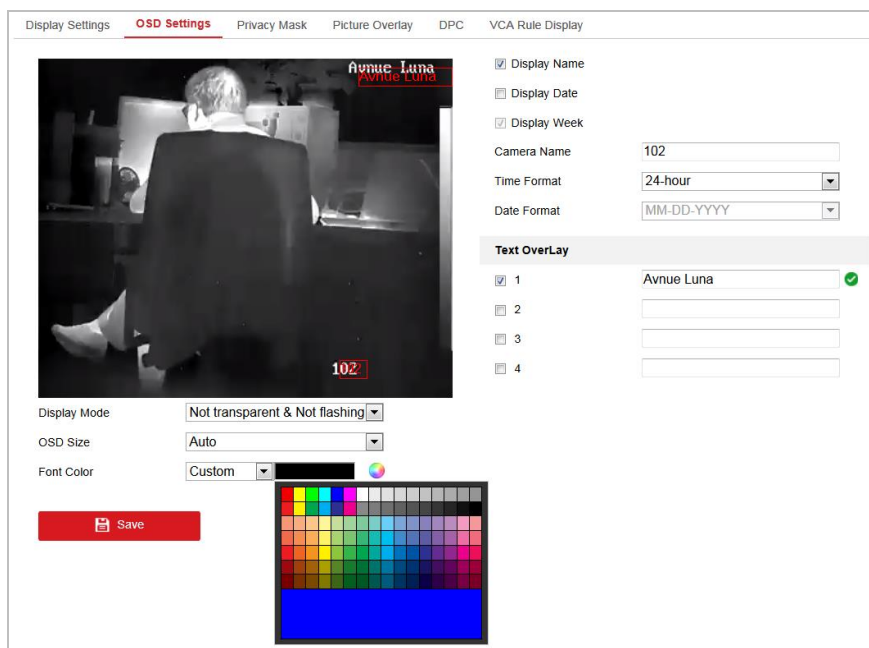 Display Settings OSD Settings Privacy Mask Picture Overlay DPC VCA Rule Display
Avnue Luna
Avnue Luna
102
Display Name
Display Date
Display Week
Camera Name 102
Time Format 24-hour
Date Format MM-DD-YYYY
Text OverLay
1 Avnue Luna
2
3
4
Display Mode Not transparent & Not flashing
OSD Size Auto
Font Color Custom
Save